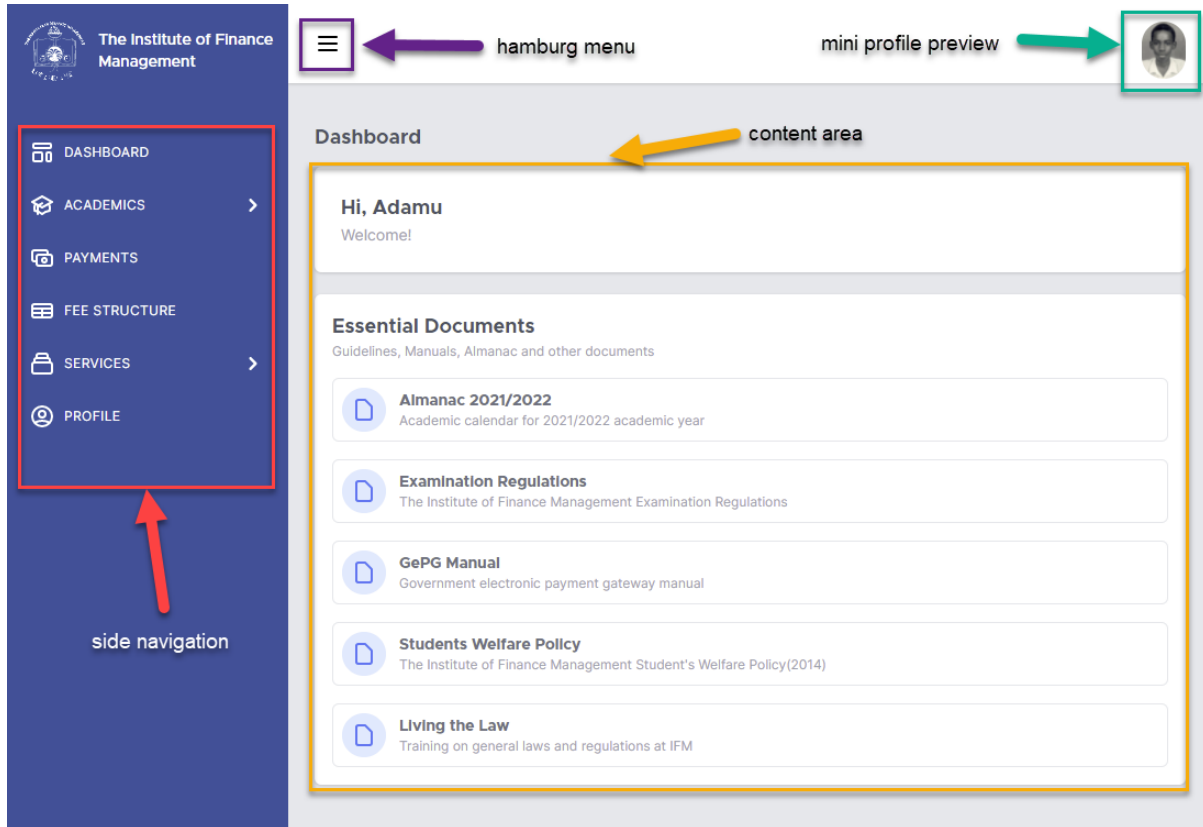 The Institute of Finance
Management
hamburg menu
mini profile preview
DASHBOARD
ACADEMICS
PAYMENTS
FEE STRUCTURE
SERVICES
PROFILE
side navigation
Dashboard
content area
Hi, Adamu
Welcome!
Essential Documents
Guidelines, Manuals, Almanac and other documents
Almanac 2021/2022
Academic calendar for 2021/2022 academic year
Examination Regulations
The Institute of Finance Management Examination Regulations
GePG Manual
Government electronic payment gateway manual
Students Welfare Policy
The Institute of Finance Management Student's Welfare Policy(2014)
Living the Law
Training on general laws and regulations at IFM